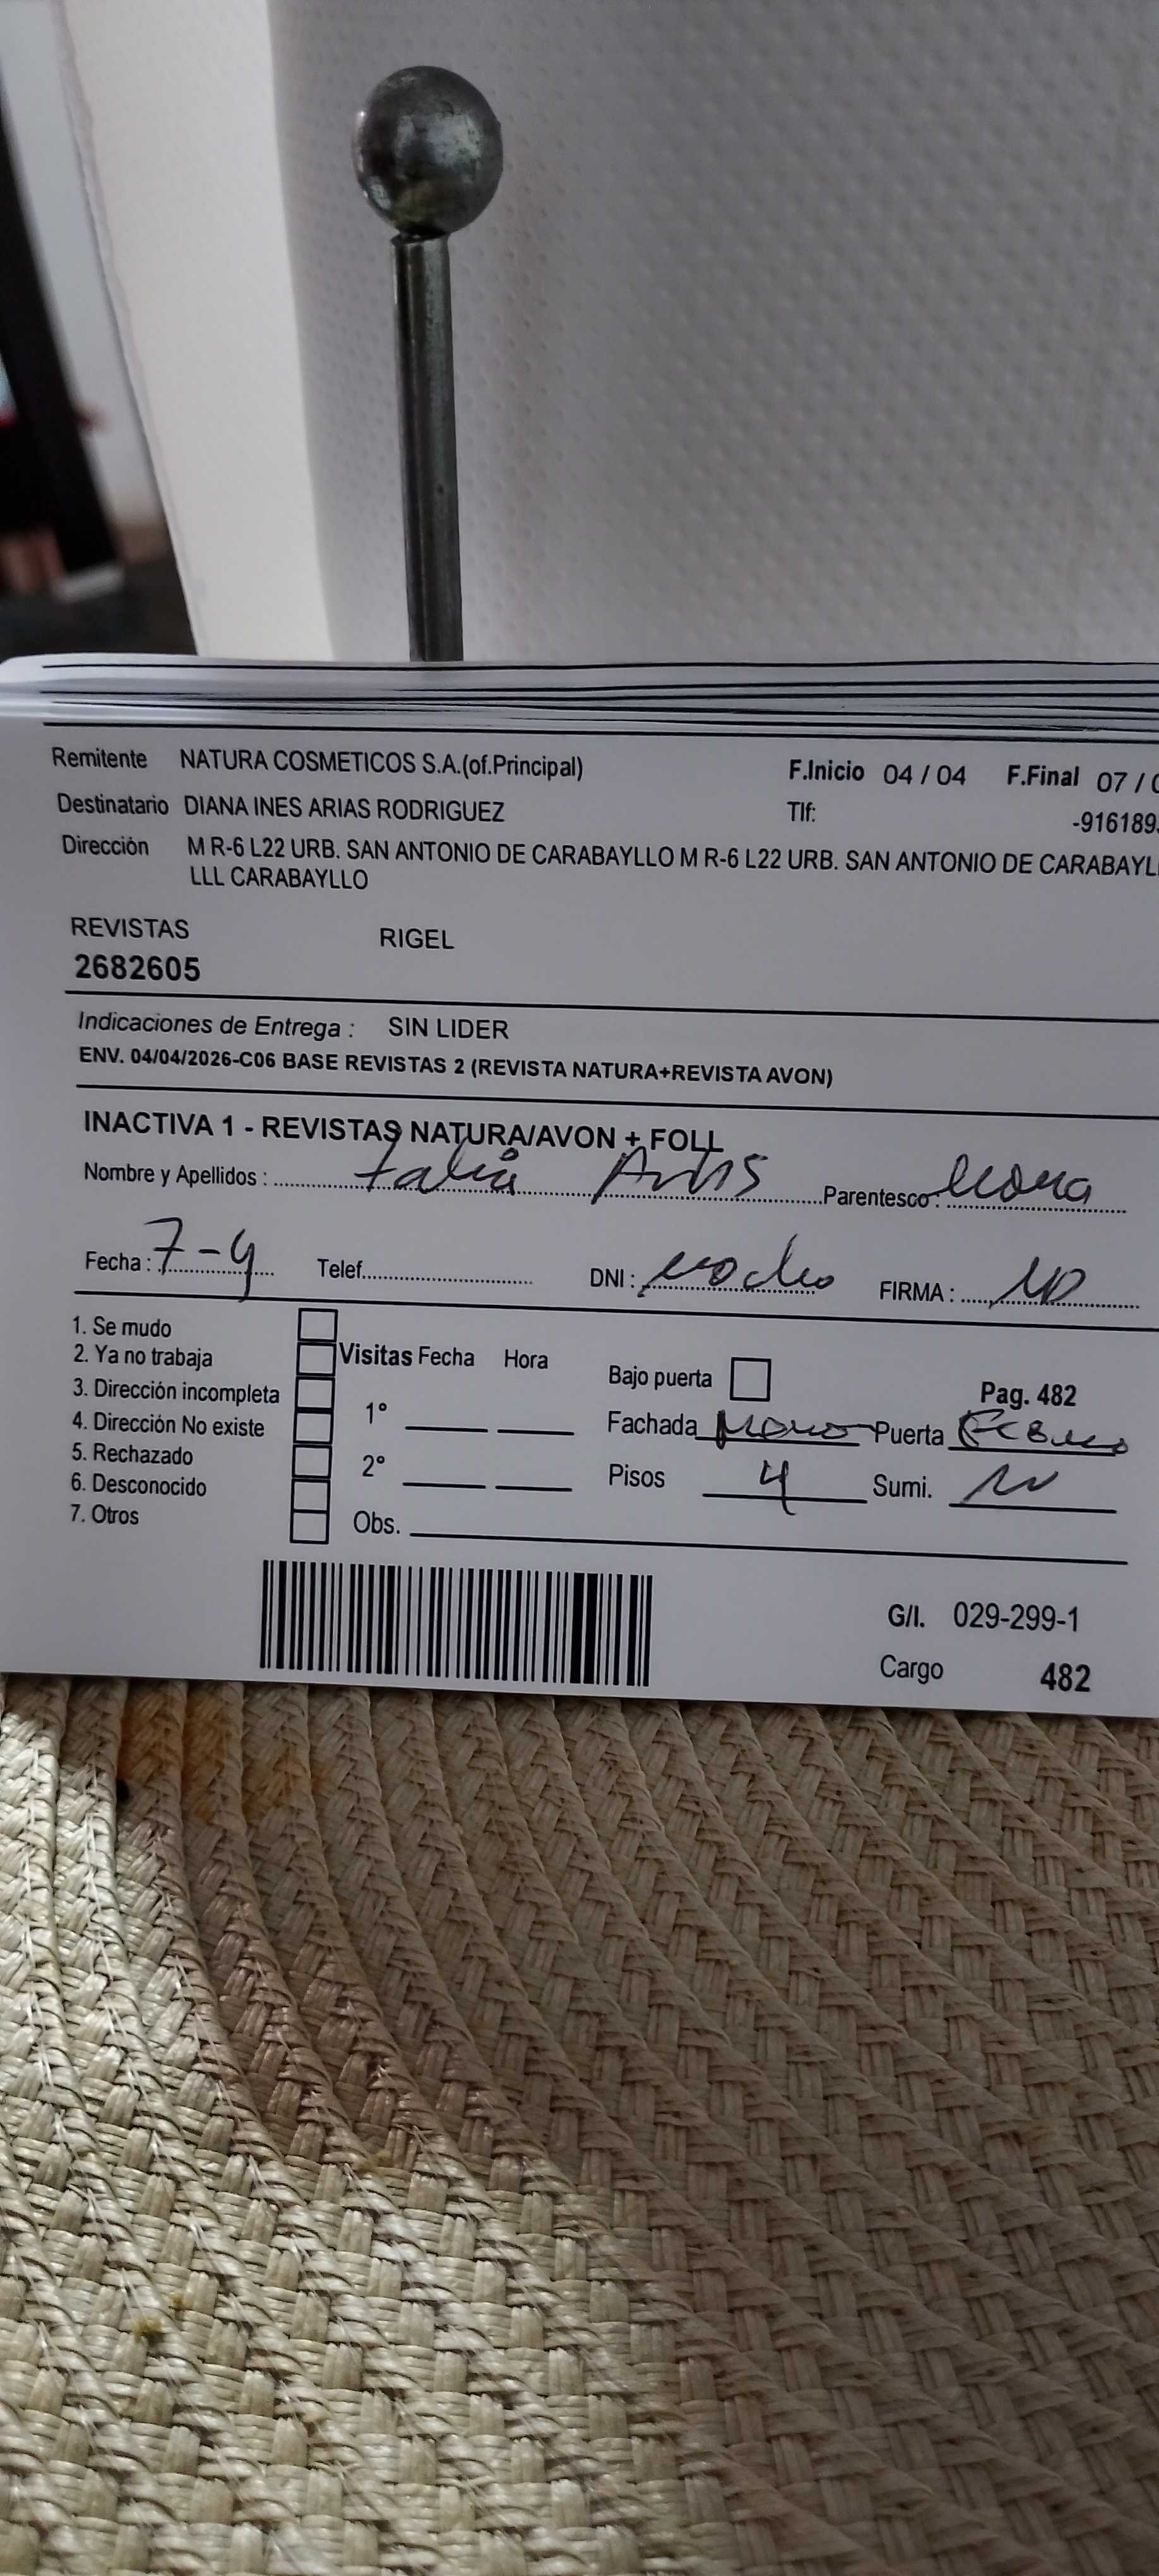 Remitente NATURA COSMETICOS S.A.(of.Principal) F.Inicio 04 / 04 F.Final 07 / 0
Destinatario DIANA INES ARIAS RODRIGUEZ Tlf: -916189
Dirección M R-6 L22 URB. SAN ANTONIO DE CARABAYLLO M R-6 L22 URB. SAN ANTONIO DE CARABAYL
LLL CARABAYLLO
REVISTAS RIGEL
2682605
Indicaciones de Entrega : SIN LIDER
ENV. 04/04/2026-C06 BASE REVISTAS 2 (REVISTA NATURA+REVISTA AVON)
INACTIVA 1 - REVISTAS NATURA/AVON + FOLL
Nombre y Apellidos : Parentesco :
Fecha : 7-4 Telef. DNI : FIRMA :
1. Se mudo
2. Ya no trabaja Visitas Fecha Hora Bajo puerta Pag. 482
3. Dirección incompleta 1° Fachada Puerta
4. Dirección No existe
5. Rechazado 2° Pisos 4 Sumi.
6. Desconocido
7. Otros Obs.
G/I. 029-299-1
Cargo 482